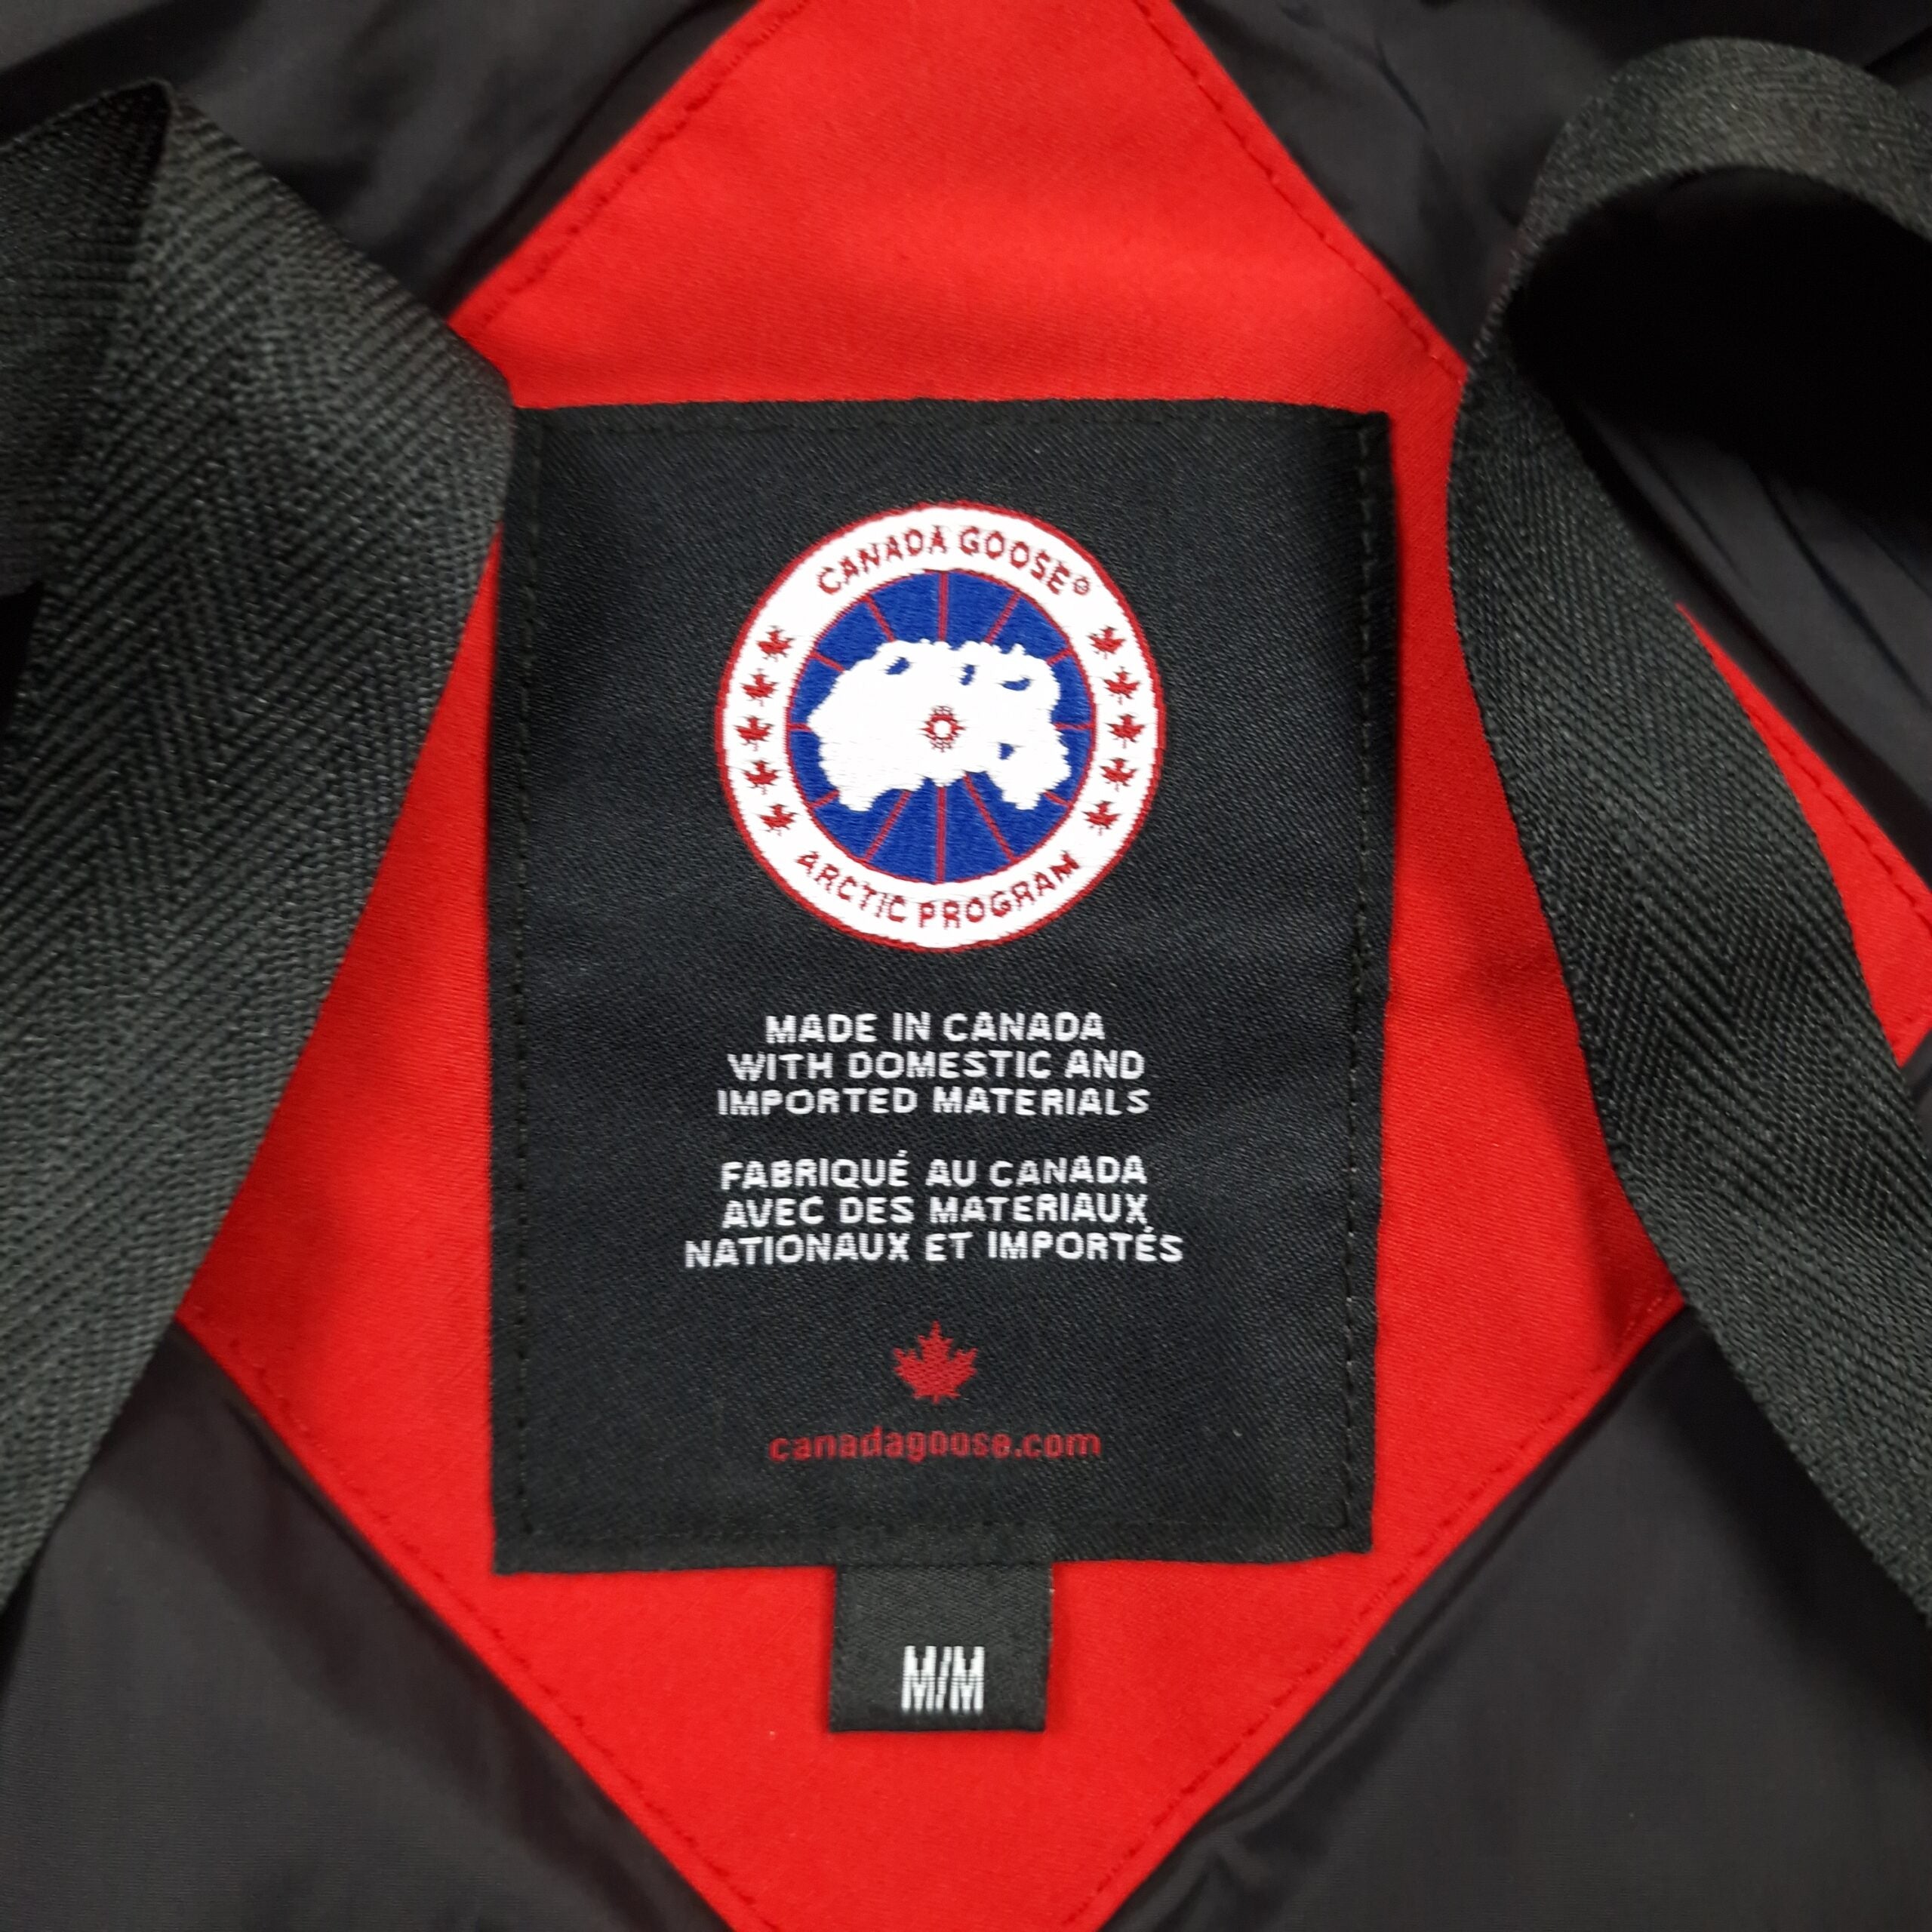 CANADA GOOSE®
ARCTIC PROGRAM
MADE IN CANADA
WITH DOMESTIC AND
IMPORTED MATERIALS
FABRIQUÉ AU CANADA
AVEC DES MATERIAUX
NATIONAUX ET IMPORTÉS
canadagoose.com
M/M